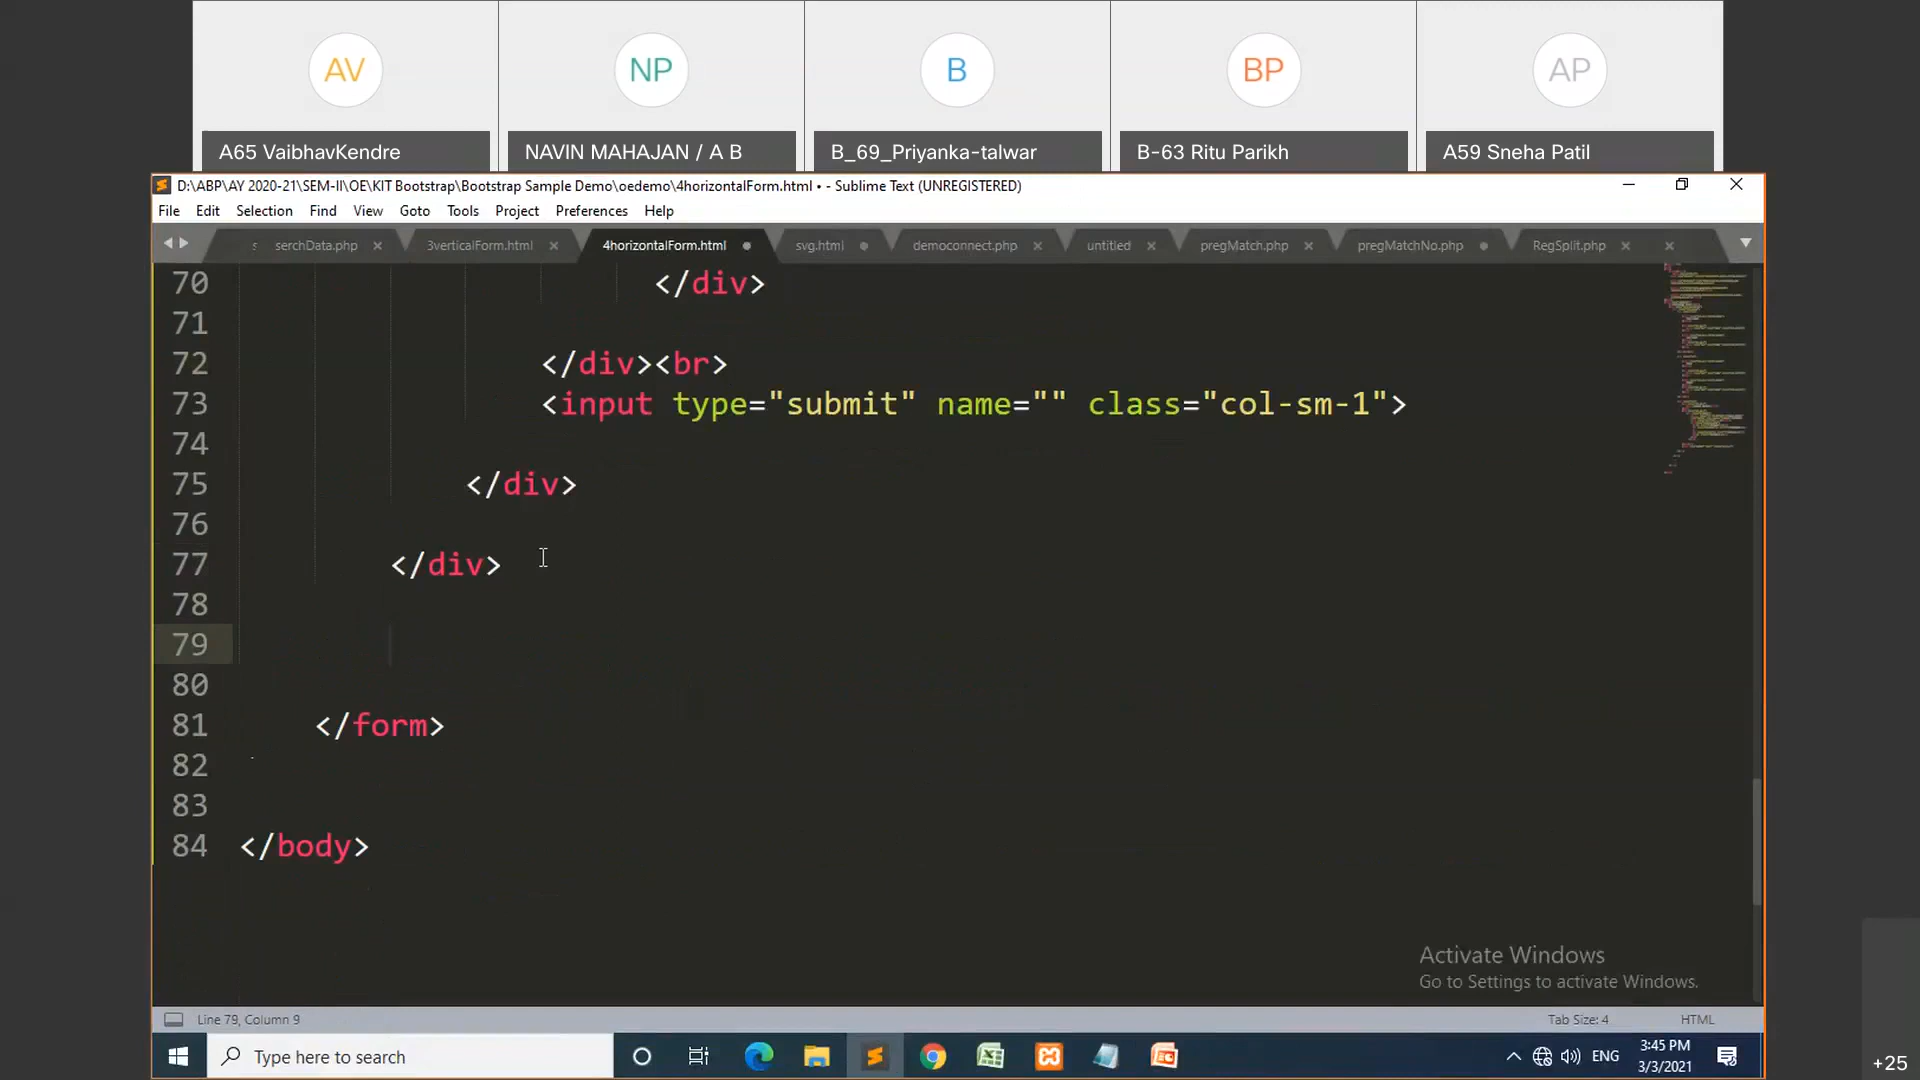 AV
NP
B
BP
AP
A65 VaibhavKendre
NAVIN MAHAJAN / A B
B_69_Priyanka-talwar
B-63 Ritu Parikh
A59 Sneha Patil
D:\ABP\AY 2020-21\SEM-II\OE\KIT Bootstrap\Bootstrap Sample Demo\oedemo\4horizontalForm.html • - Sublime Text (UNREGISTERED)
File Edit Selection Find View Goto Tools Project Preferences Help
s serchData.php 3verticalForm.html 4horizontalForm.html svg.html democonnect.php untitled pregMatch.php pregMatchNo.php RegSplit.php
70 </div>
71
72 </div><br>
73 <input type="submit" name="" class="col-sm-1">
74
75 </div>
76
77 </div>
78
79
80
81 </form>
82
83
84 </body>
Activate Windows
Go to Settings to activate Windows.
Line 79, Column 9 Tab Size: 4 HTML
Type here to search ENG 3:45 PM
3/3/2021
+25